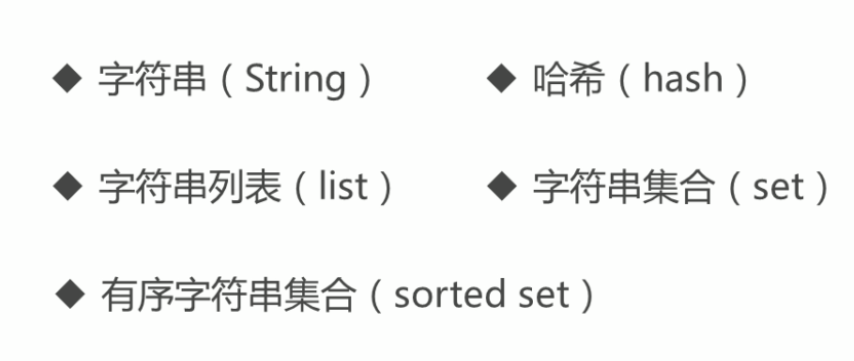 ◆ 字符串（String） ◆ 哈希（hash）
◆ 字符串列表（list） ◆ 字符串集合（set）
◆ 有序字符串集合（sorted set）